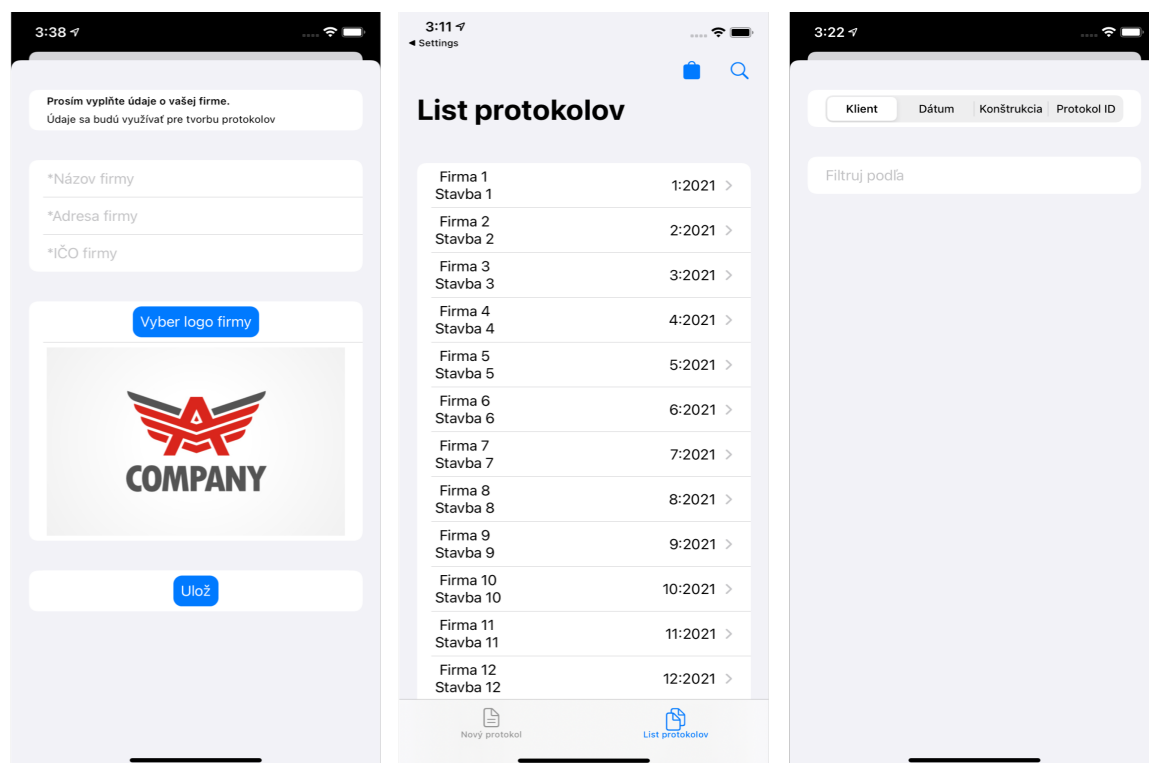 3:38
Prosím vyplňte údaje o vašej firme.
Údaje sa budú využívať pre tvorbu protokolov
*Názov firmy
*Adresa firmy
*IČO firmy
Vyber logo firmy
COMPANY
Ulož
3:11
◀ Settings
List protokolov
Firma 1
Stavba 1
1:2021
Firma 2
Stavba 2
2:2021
Firma 3
Stavba 3
3:2021
Firma 4
Stavba 4
4:2021
Firma 5
Stavba 5
5:2021
Firma 6
Stavba 6
6:2021
Firma 7
Stavba 7
7:2021
Firma 8
Stavba 8
8:2021
Firma 9
Stavba 9
9:2021
Firma 10
Stavba 10
10:2021
Firma 11
Stavba 11
11:2021
Firma 12
Stavba 12
12:2021
Nový protokol
List protokolov
3:22
Klient Dátum Konštrukcia Protokol ID
Filtruj podľa